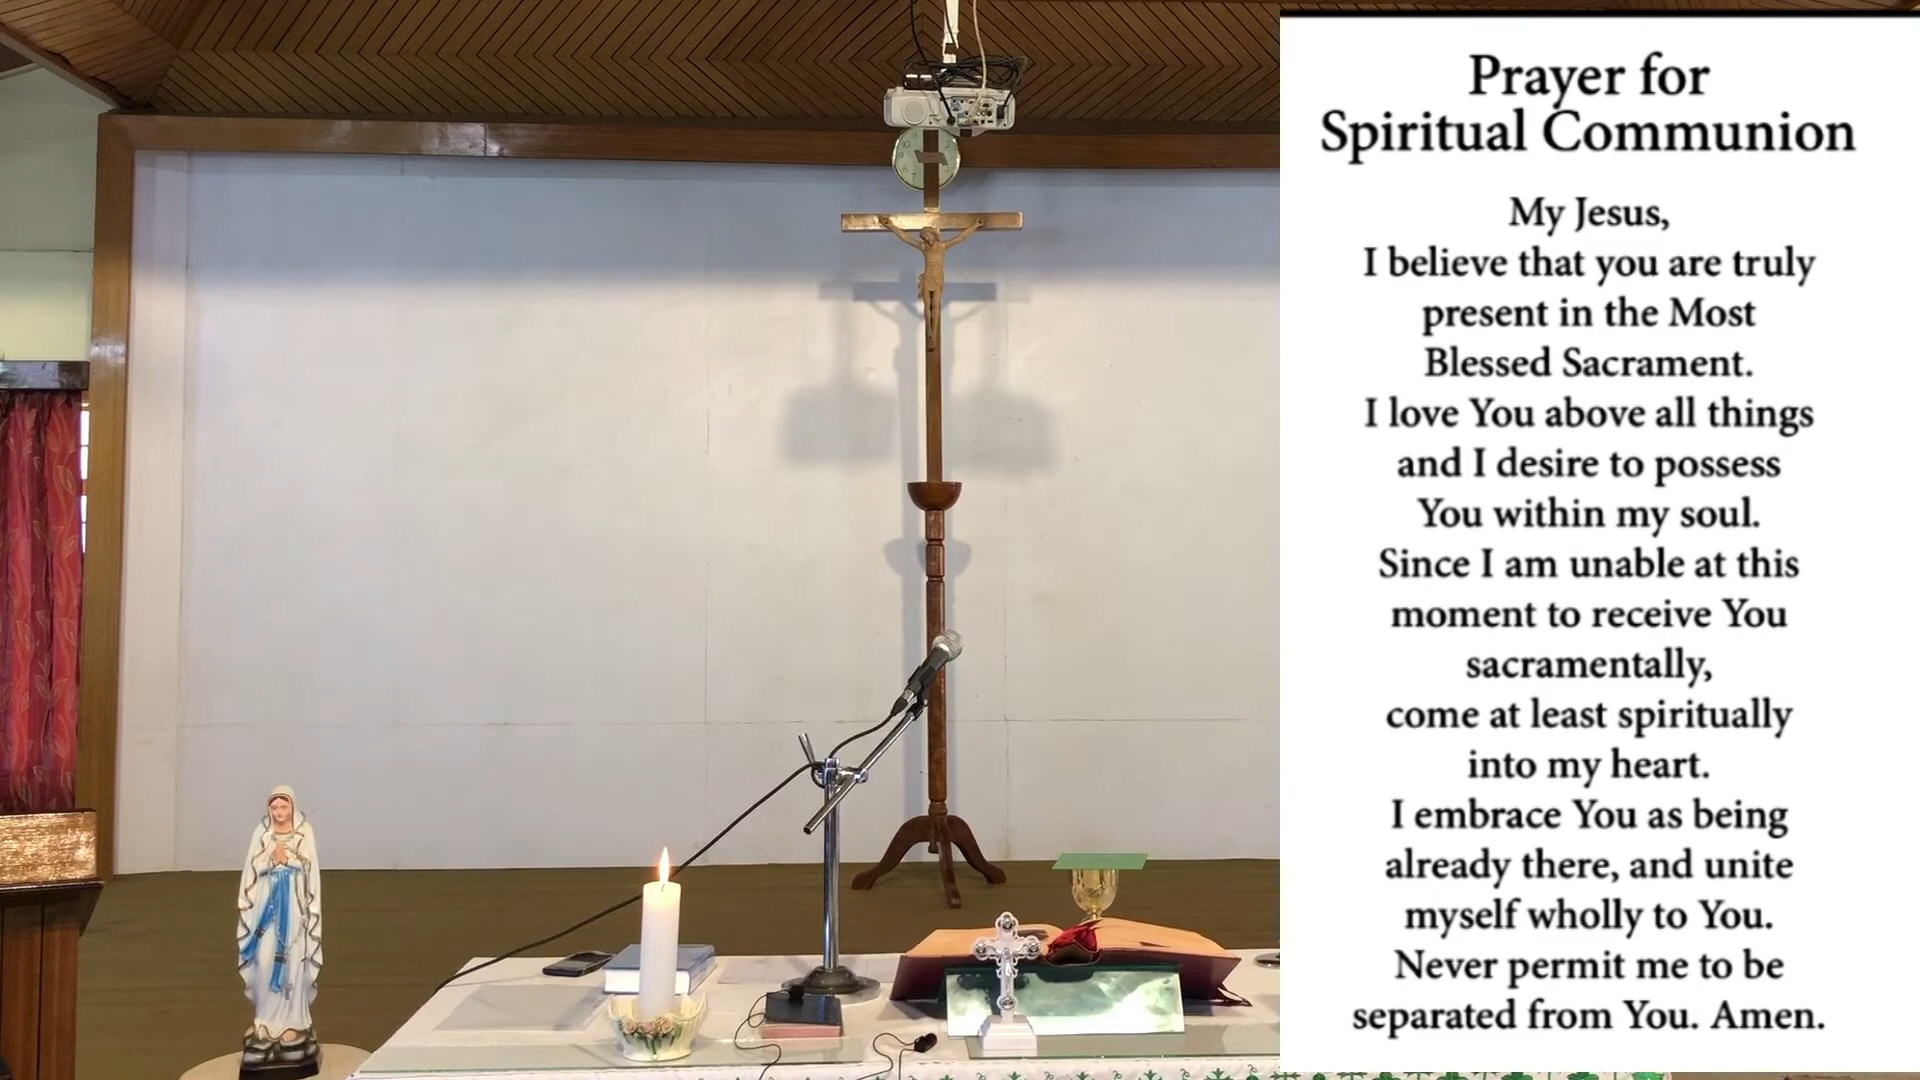 Prayer for
Spiritual Communion
My Jesus,
I believe that you are truly
present in the Most
Blessed Sacrament.
I love You above all things
and I desire to possess
You within my soul.
Since I am unable at this
moment to receive You
sacramentally,
come at least spiritually
into my heart.
I embrace You as being
already there, and unite
myself wholly to You.
Never permit me to be
separated from You. Amen.